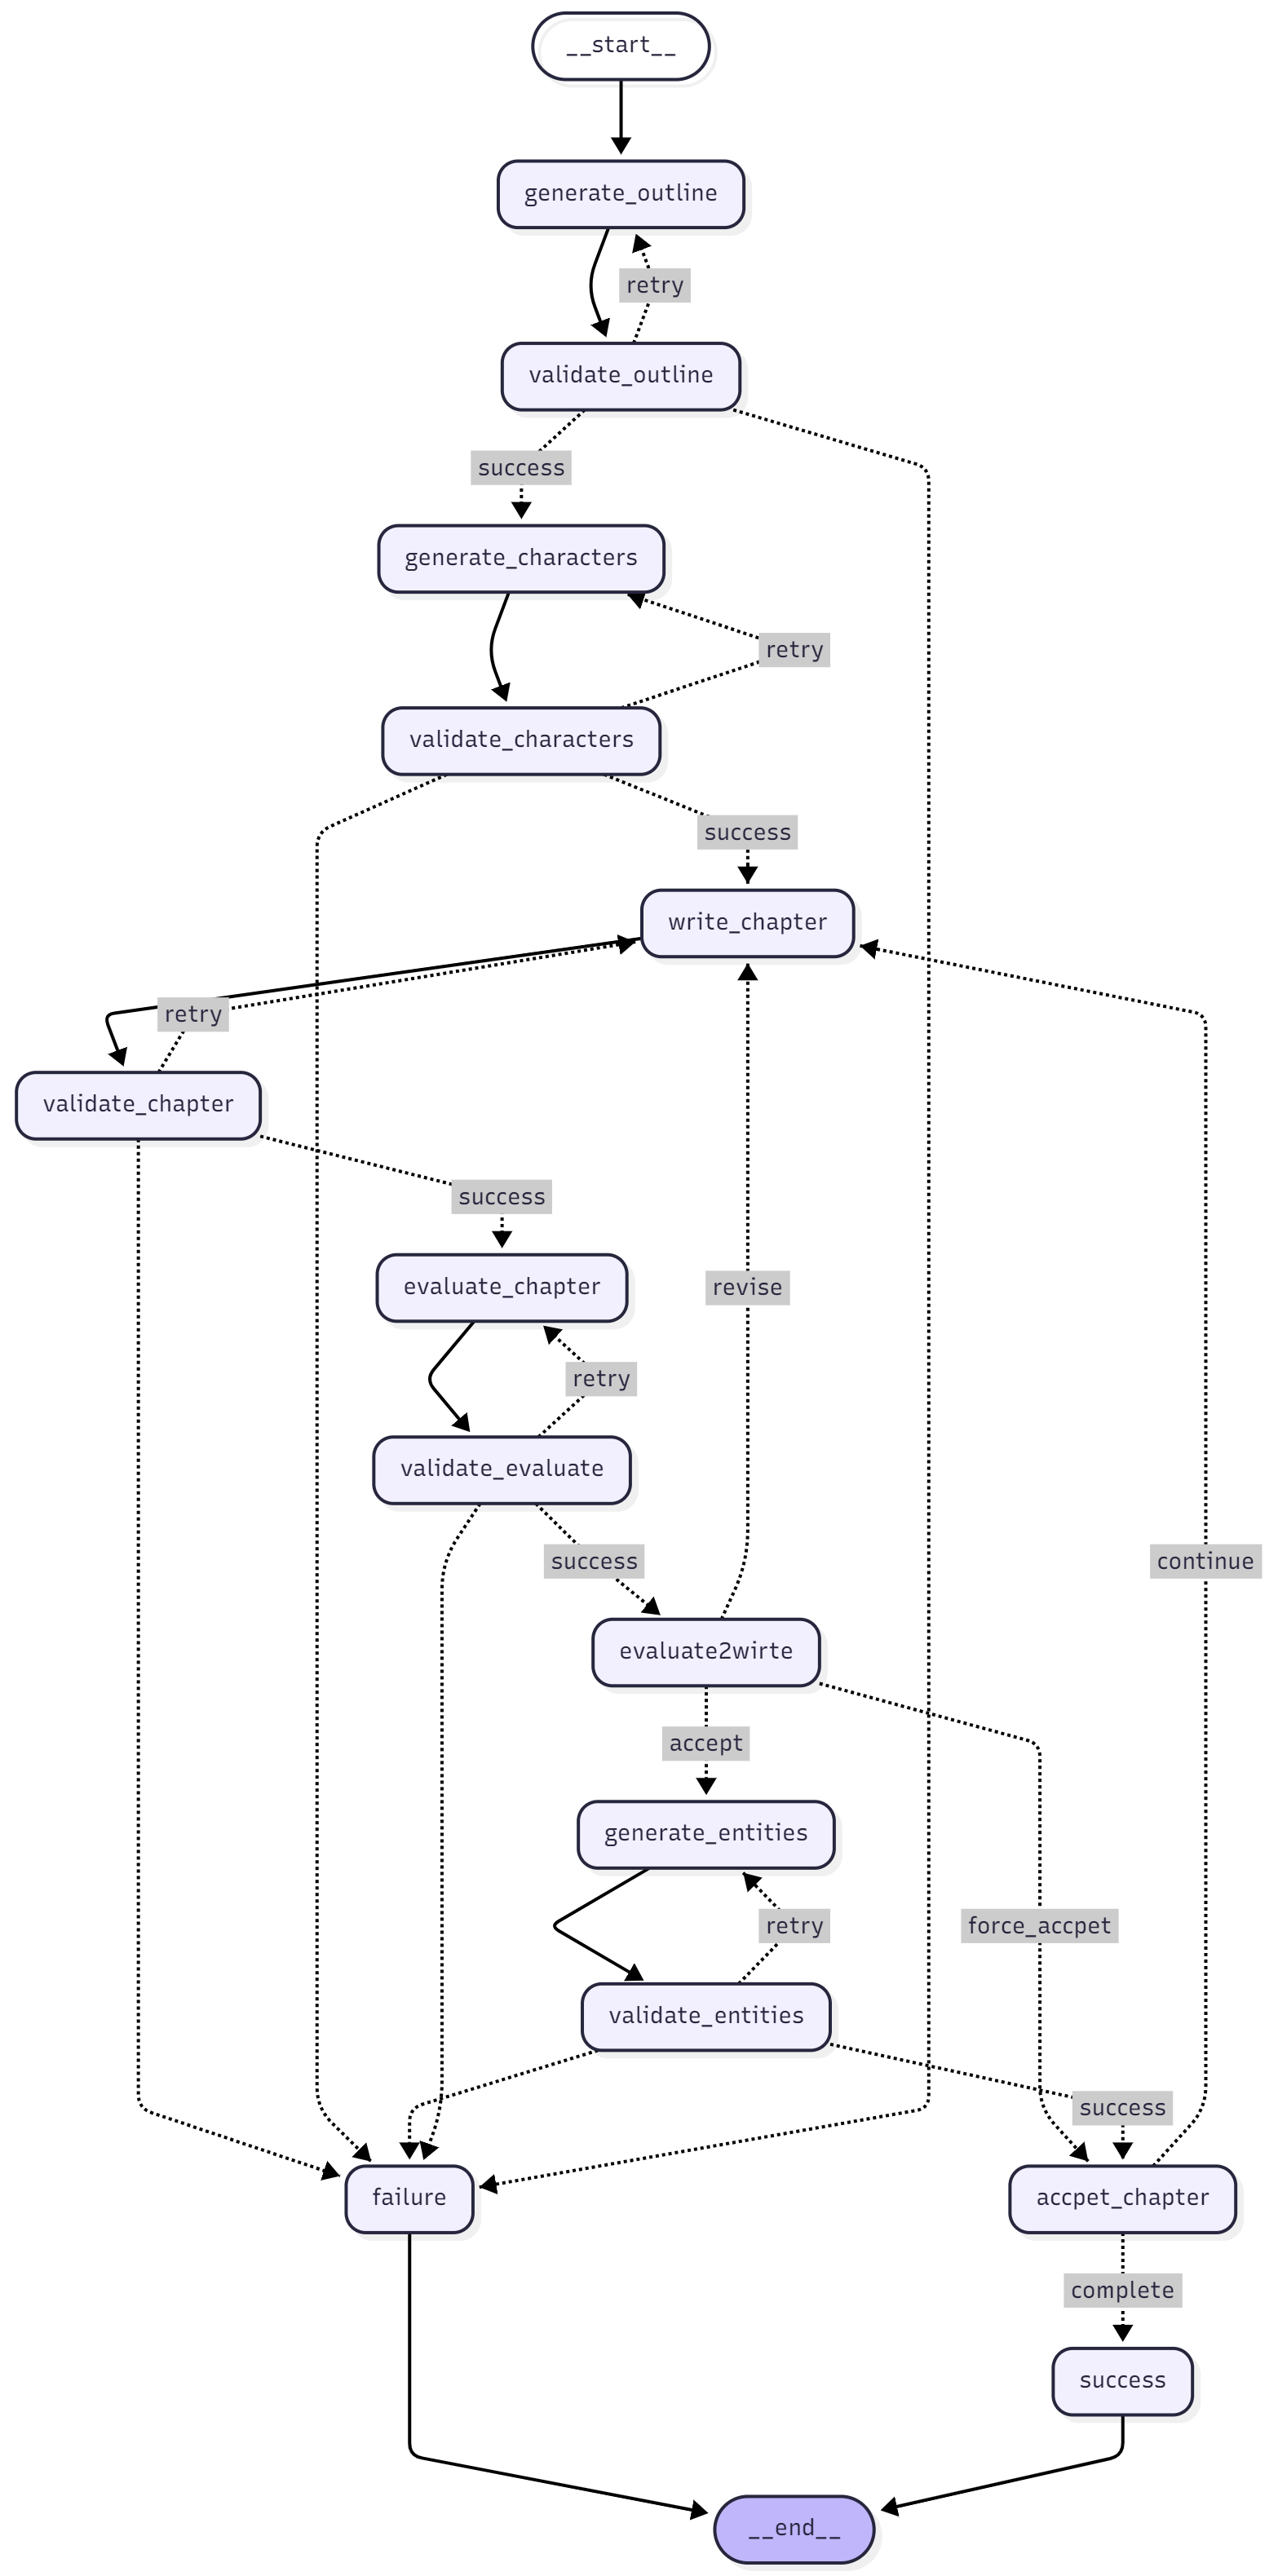 __start__
generate_outline
retry
validate_outline
success
generate_characters
retry
validate_characters
success
write_chapter
retry
validate_chapter
success
evaluate_chapter
revise
retry
validate_evaluate
success
continue
evaluate2wirte
accept
generate_entities
retry
force_accpet
validate_entities
success
failure
accpet_chapter
complete
success
__end__